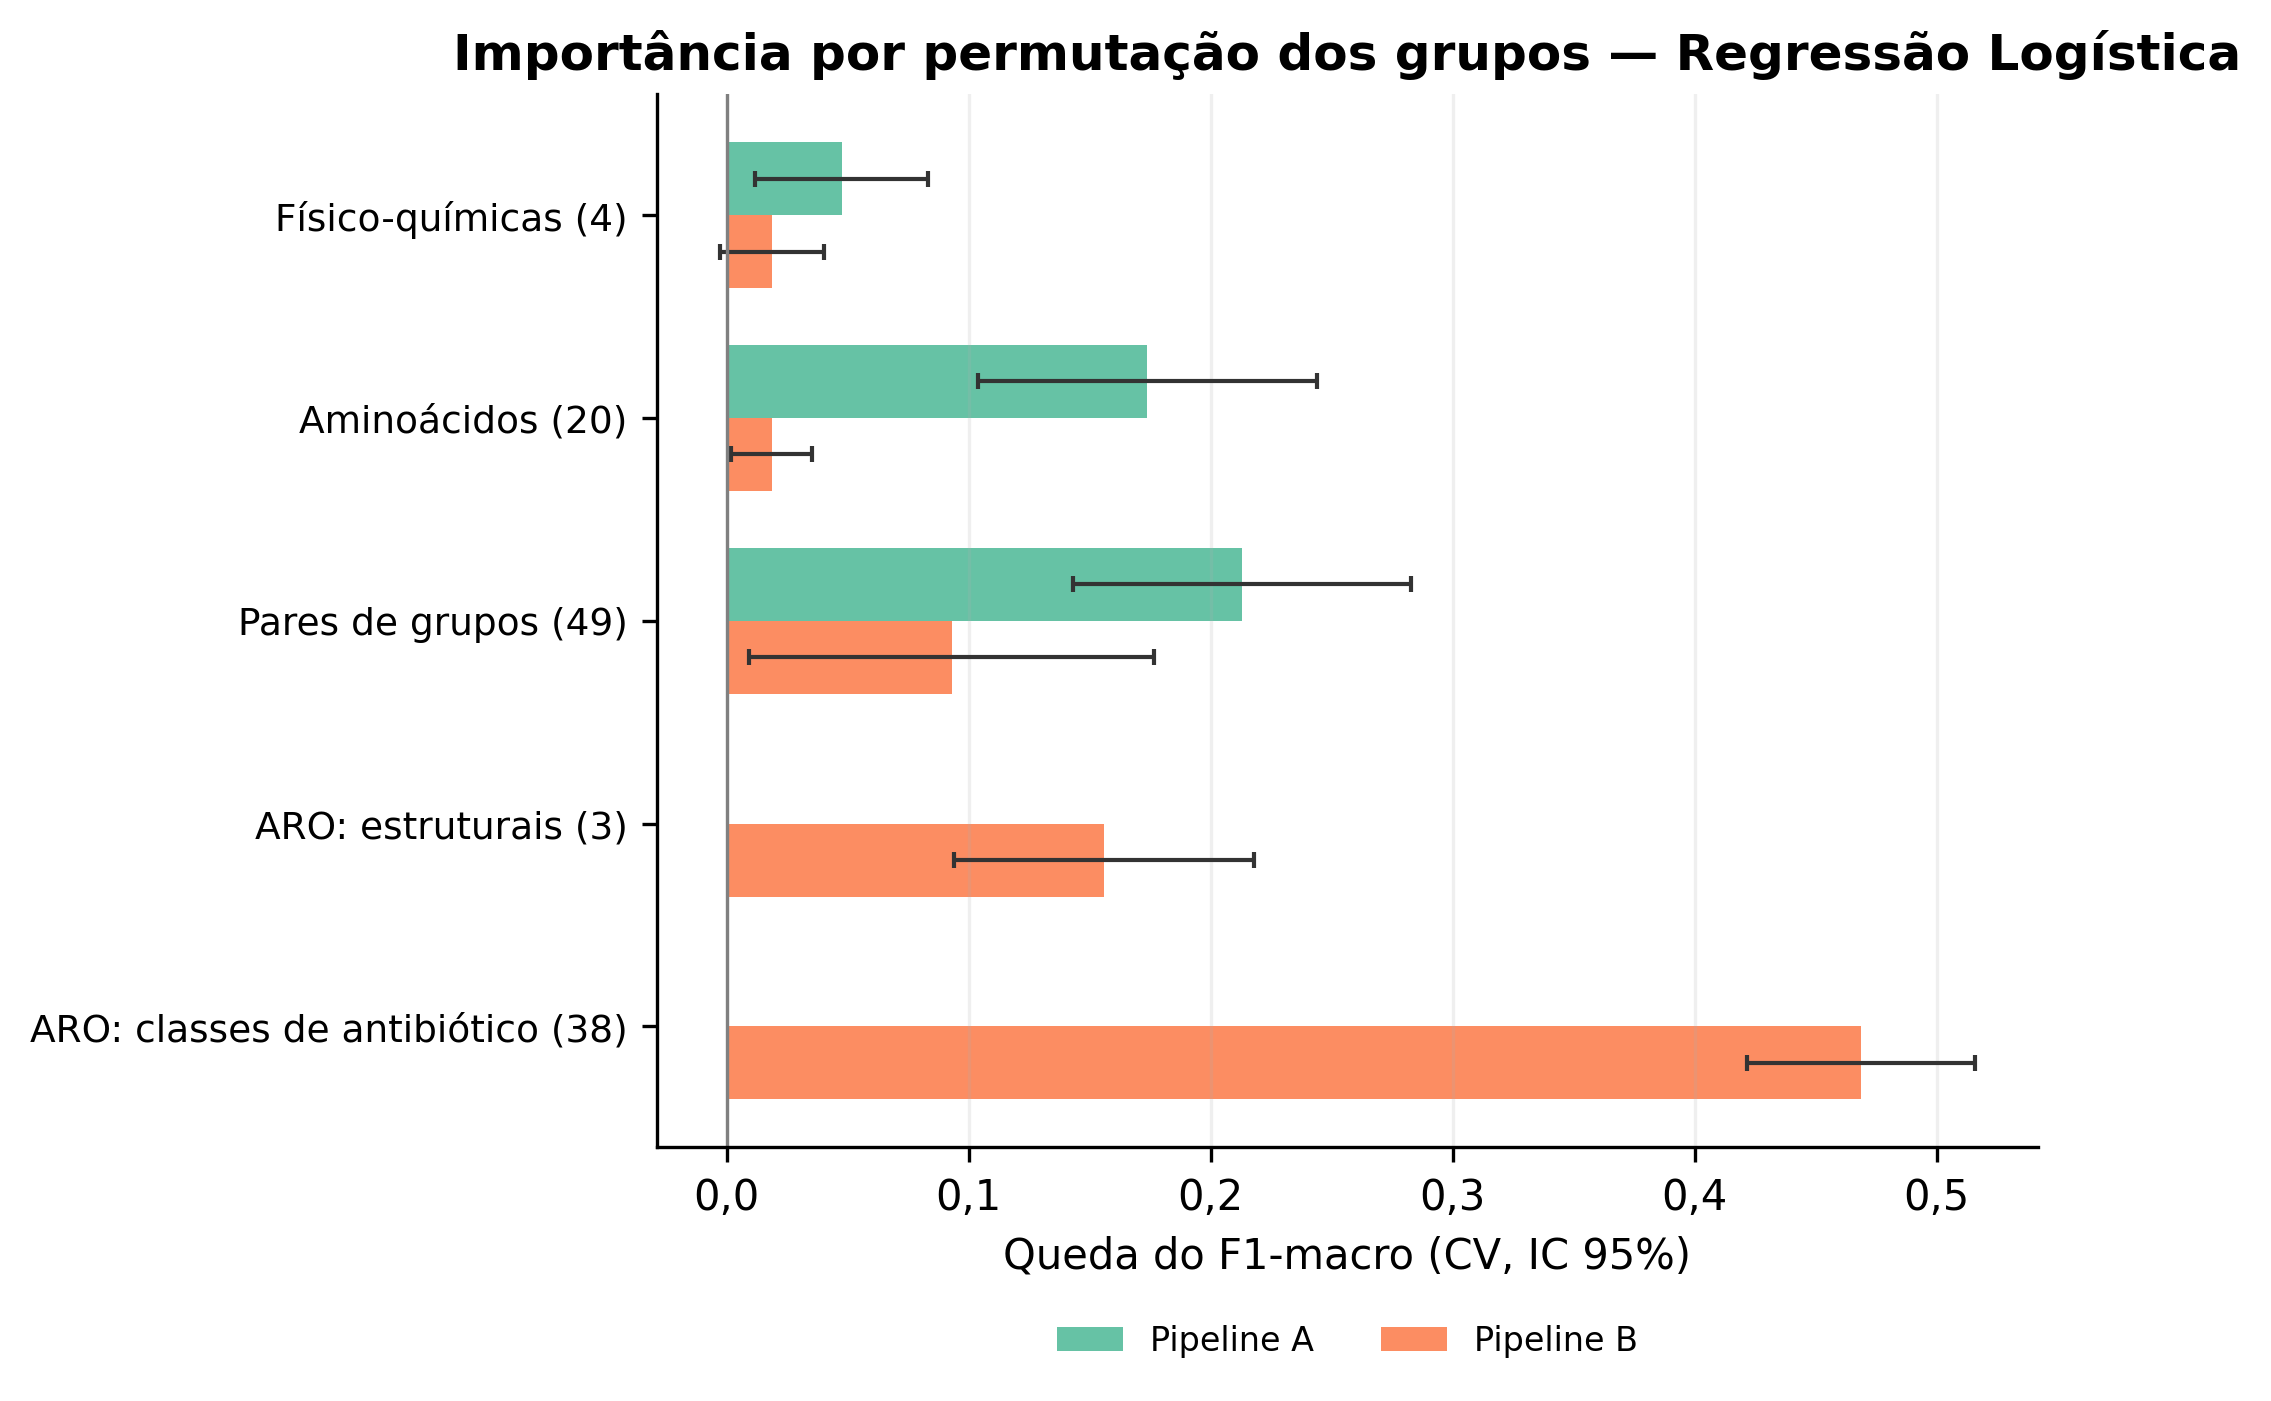 Importância por permutação dos grupos — Regressão Logística
Físico-químicas (4)
Aminoácidos (20)
Pares de grupos (49)
ARO: estruturais (3)
ARO: classes de antibiótico (38)
0,0 0,1 0,2 0,3 0,4 0,5
Queda do F1-macro (CV, IC 95%)
Pipeline A Pipeline B